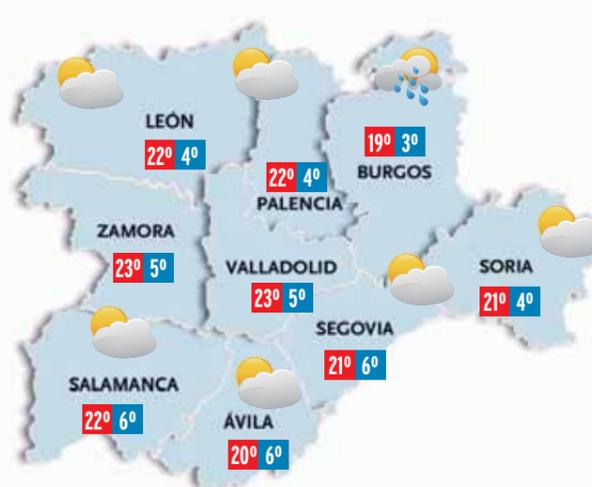 LEÓN
22º 4º
19º 3º
BURGOS
22º 4º
PALENCIA
ZAMORA
23º 5º
VALLADOLID
23º 5º
SORIA
21º 4º
SEGOVIA
21º 6º
SALAMANCA
22º 6º
ÁVILA
20º 6º